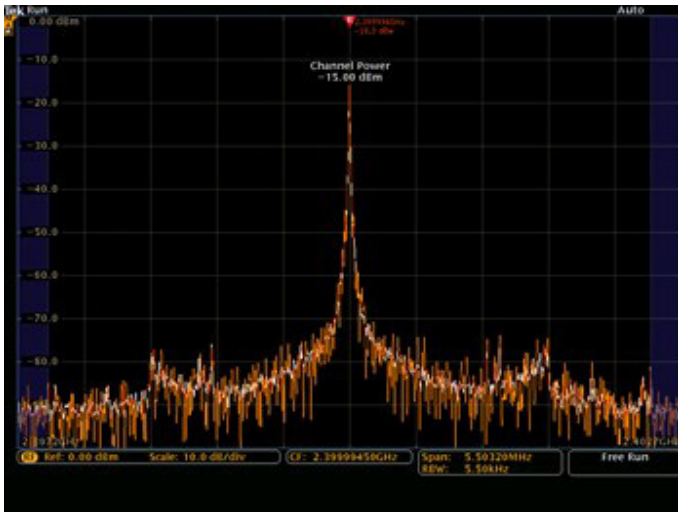 Tek Run
Auto
0.00 dBm
Channel Power
-15.00 dBm
-10.0
-20.0
-30.0
-40.0
-50.0
-60.0
-70.0
-80.0
Ref: 0.00 dBm
Scale: 10.0 dB/div
CF: 2.39999450GHz
Span: 5.50320MHz
RBW: 5.50kHz
Free Run